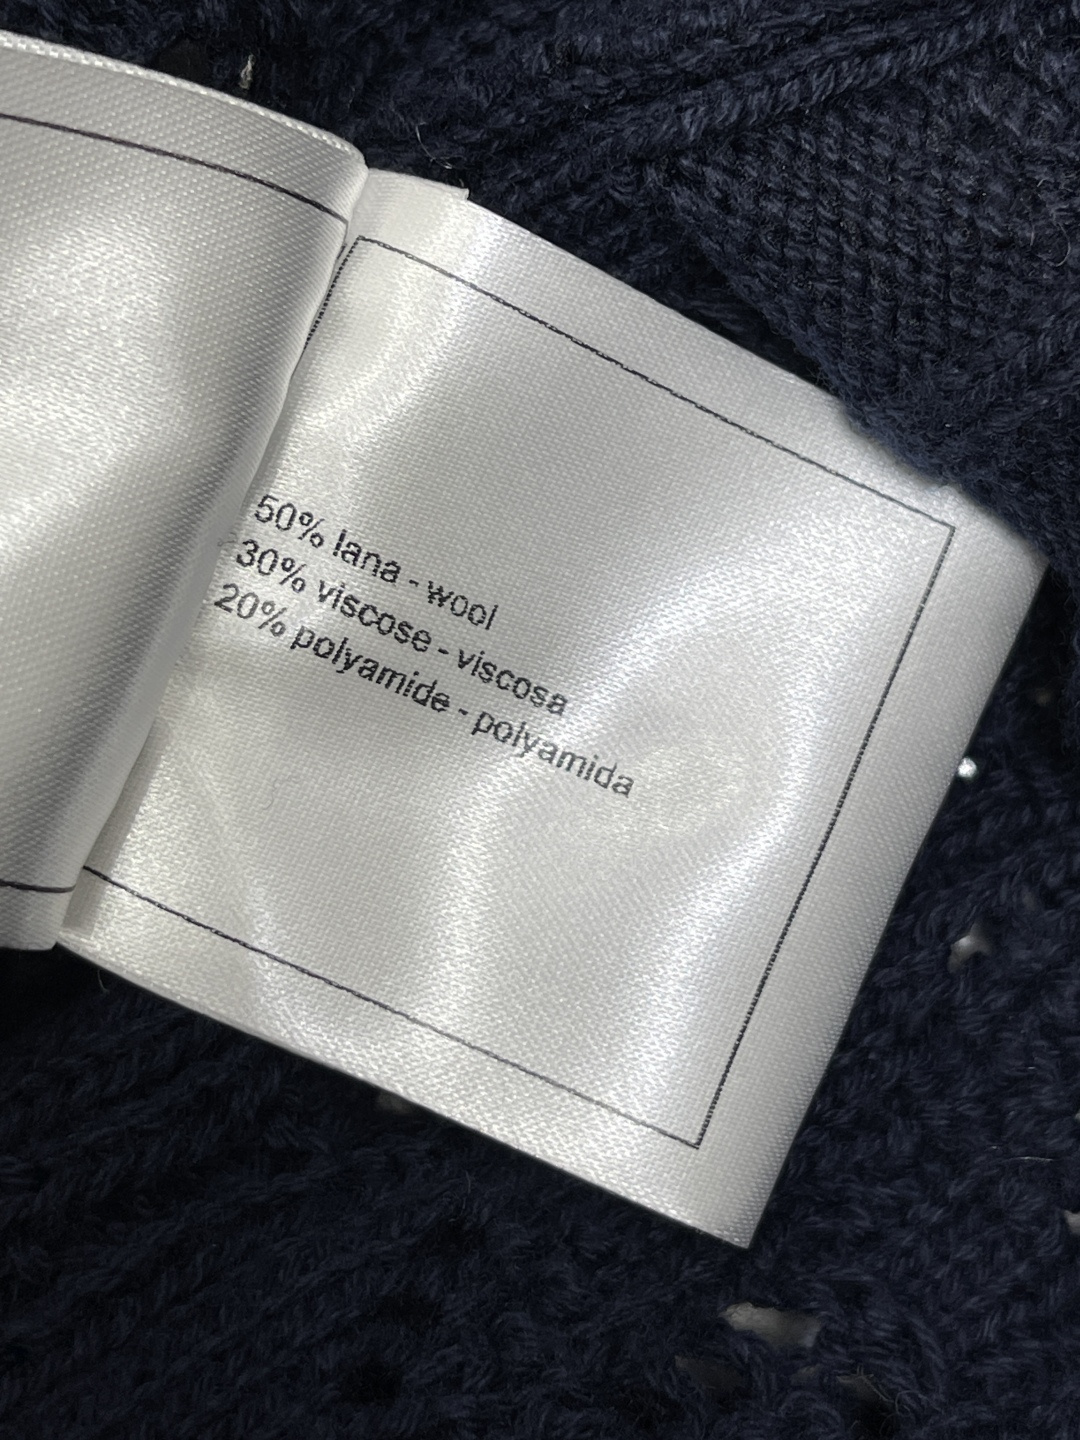 50% lana - wool
30% viscose - viscosa
20% polyamide - polyamida